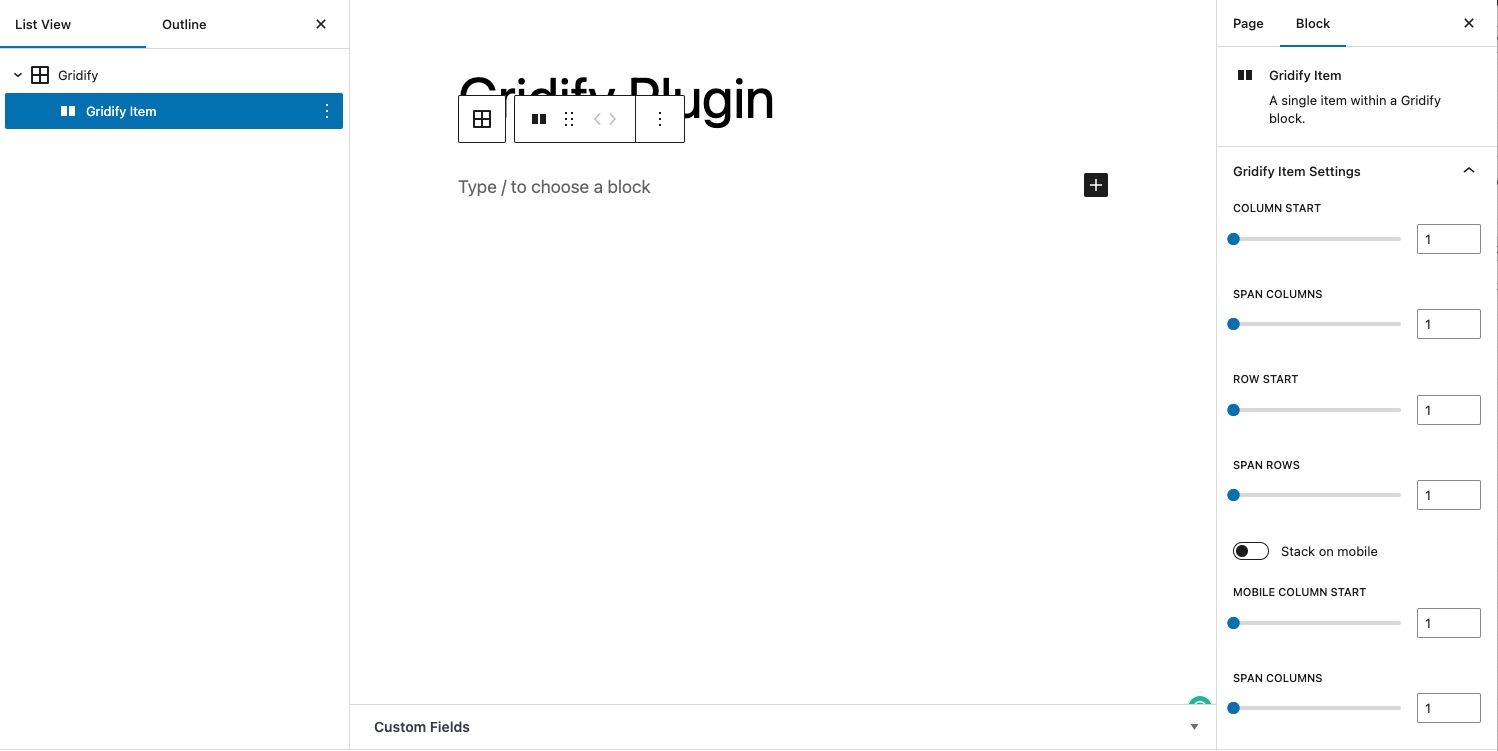 List View
Outline
Gridify
Gridify Item
Gridify Plugin
Type / to choose a block
Custom Fields
Page
Block
Gridify Item
A single item within a Gridify
block.
Gridify Item Settings
COLUMN START
1
SPAN COLUMNS
1
ROW START
1
SPAN ROWS
1
Stack on mobile
MOBILE COLUMN START
1
SPAN COLUMNS
1